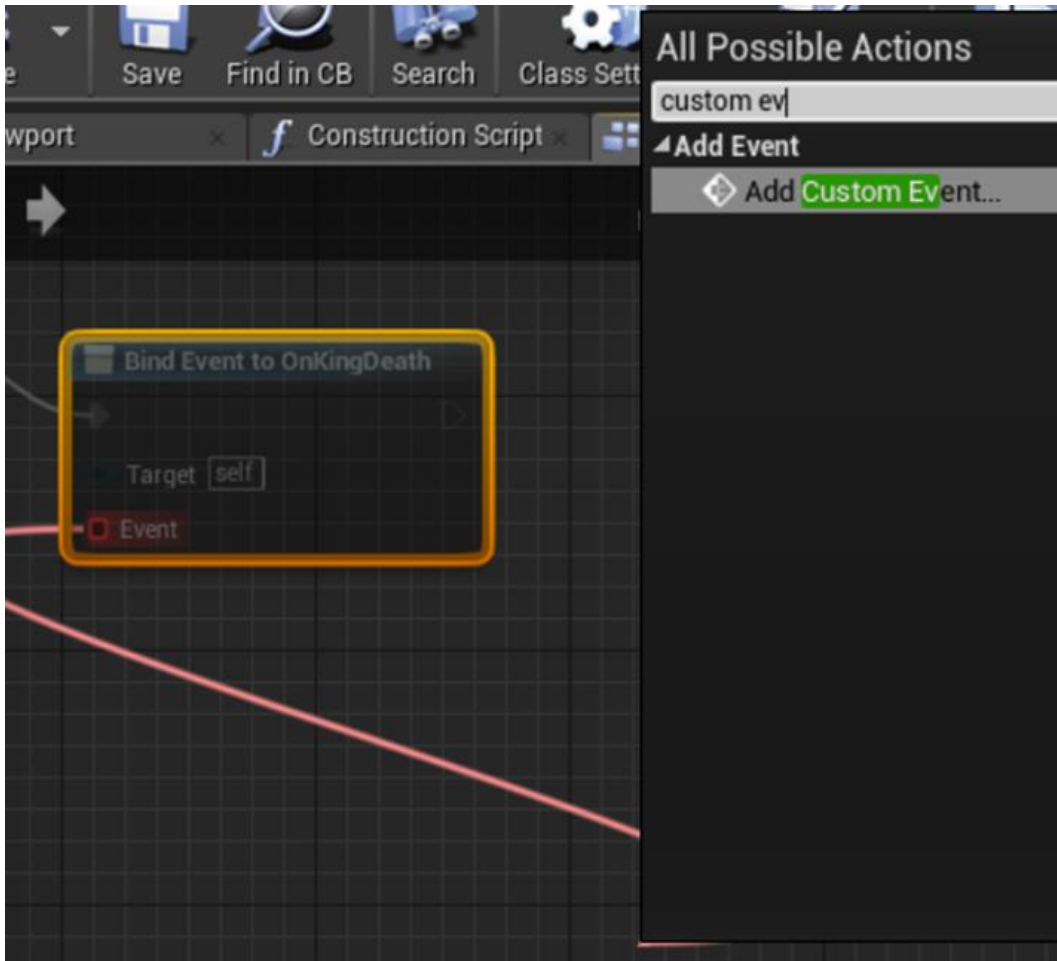 Save
Find in CB
Search
Class Sett
wport
Construction Script
All Possible Actions
custom ev
Add Event
Add Custom Event...
Bind Event to OnKingDeath
Target self
Event